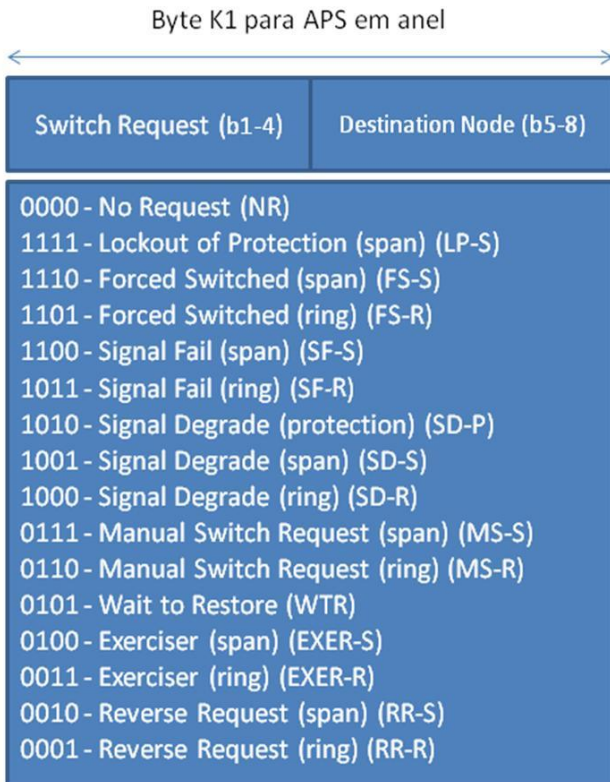 Byte K1 para APS em anel
Switch Request (b1-4)
Destination Node (b5-8)
0000 - No Request (NR)
1111 - Lockout of Protection (span) (LP-S)
1110 - Forced Switched (span) (FS-S)
1101 - Forced Switched (ring) (FS-R)
1100 - Signal Fail (span) (SF-S)
1011 - Signal Fail (ring) (SF-R)
1010 - Signal Degrade (protection) (SD-P)
1001 - Signal Degrade (span) (SD-S)
1000 - Signal Degrade (ring) (SD-R)
0111 - Manual Switch Request (span) (MS-S)
0110 - Manual Switch Request (ring) (MS-R)
0101 - Wait to Restore (WTR)
0100 - Exerciser (span) (EXER-S)
0011 - Exerciser (ring) (EXER-R)
0010 - Reverse Request (span) (RR-S)
0001 - Reverse Request (ring) (RR-R)